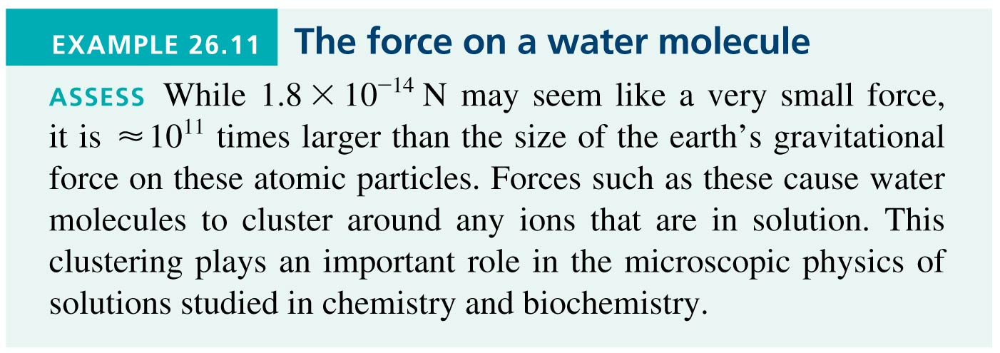 EXAMPLE 26.11 The force on a water molecule
ASSESS While 1.8 × 10⁻¹⁴ N may seem like a very small force,
it is ≈10¹¹ times larger than the size of the earth’s gravitational
force on these atomic particles. Forces such as these cause water
molecules to cluster around any ions that are in solution. This
clustering plays an important role in the microscopic physics of
solutions studied in chemistry and biochemistry.